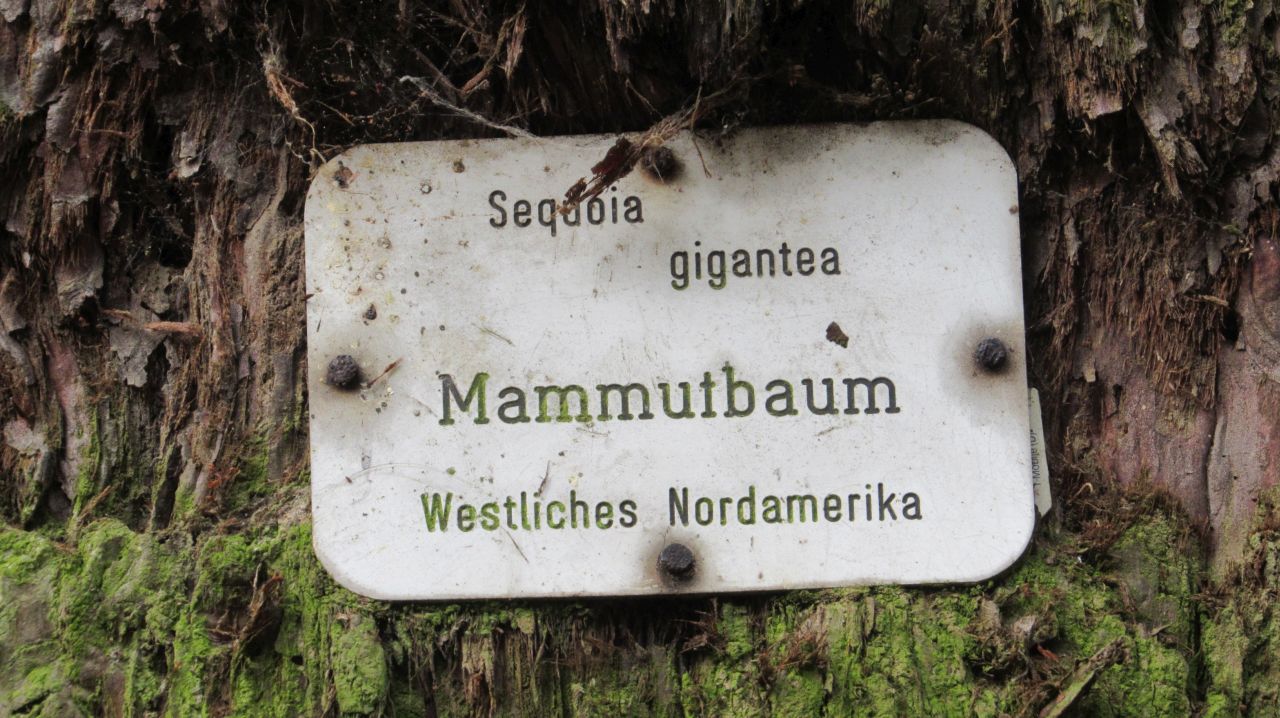 Sequoia
gigantea
Mammutbaum
Westliches Nordamerika